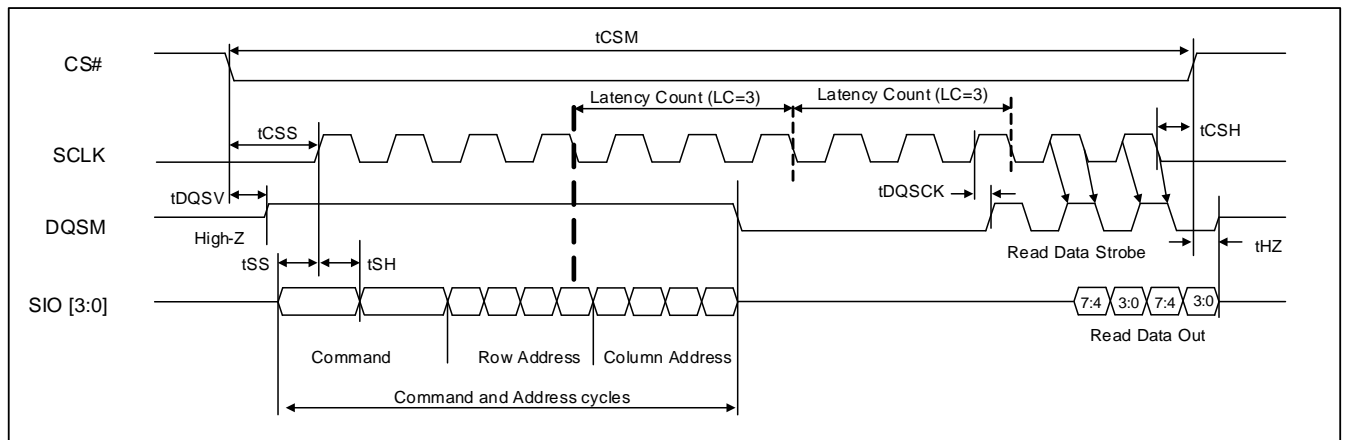 tCSM
CS#
Latency Count (LC=3)
Latency Count (LC=3)
tCSS
tCSH
SCLK
tDQSV
tDQSCK
DQSM
High-Z
Read Data Strobe
tHZ
tSS
tSH
SIO [3:0]
7:4 3:0 7:4 3:0
Read Data Out
Command
Row Address
Column Address
Command and Address cycles